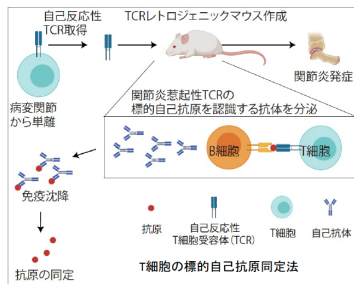 自己反応性
TCR取得
TCRレトロジェニックマウス作成
病変関節
から単離
関節炎発症
関節炎惹起性TCRの
標的自己抗原を認識する抗体を分泌
B細胞
T細胞
免疫沈降
抗原の同定
抗原
自己反応性
T細胞受容体(TCR)
T細胞
自己抗体
T細胞の標的自己抗原同定法